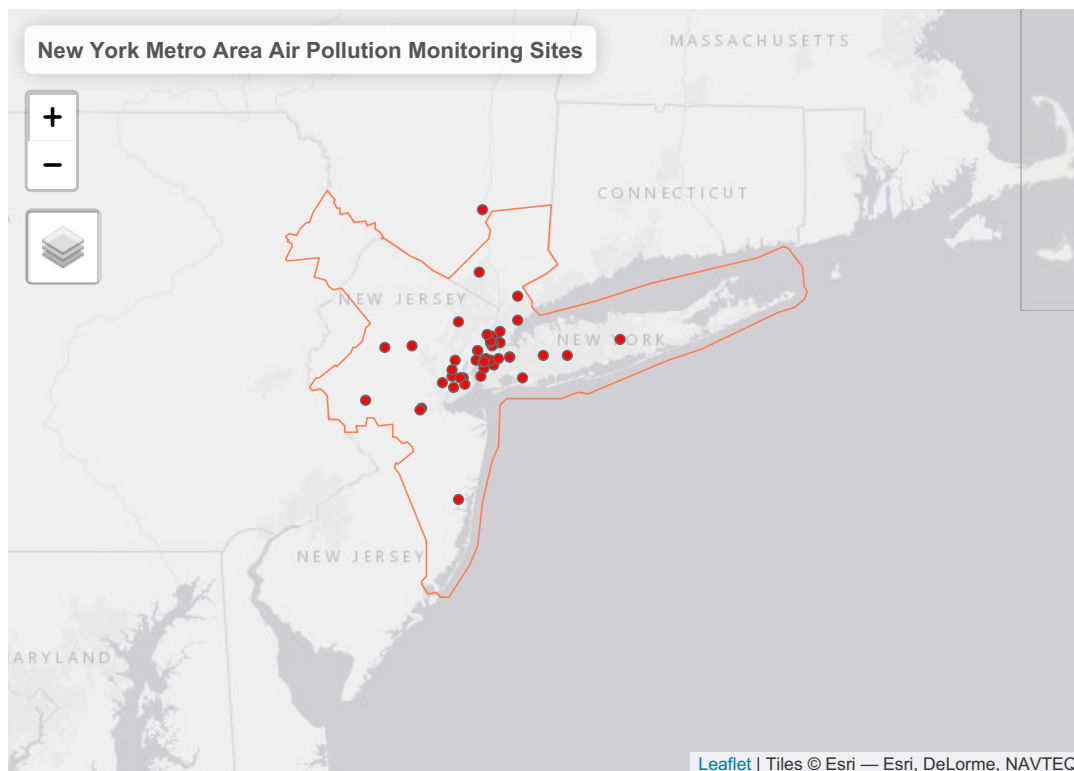 New York Metro Area Air Pollution Monitoring Sites
MASSACHUSETTS
+
−
CONNECTICUT
NEW JERSEY
NEW YORK
NEW JERSEY
ARYLAND
Leaflet | Tiles © Esri — Esri, DeLorme, NAVTEQ